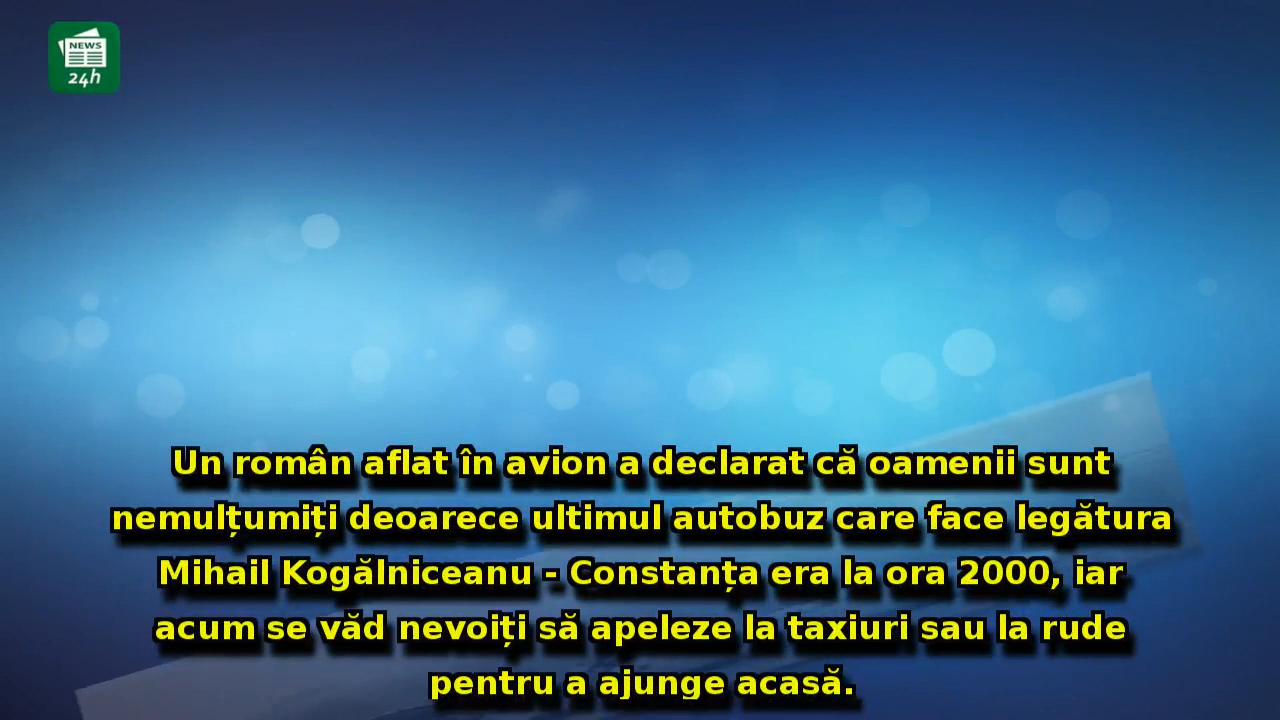 NEWS
24h
Un român aflat în avion a declarat că oamenii sunt
nemulțumiți deoarece ultimul autobuz care face legătura
Mihail Kogălniceanu - Constanța era la ora 2000, iar
acum se văd nevoiți să apeleze la taxiuri sau la rude
pentru a ajunge acasă.